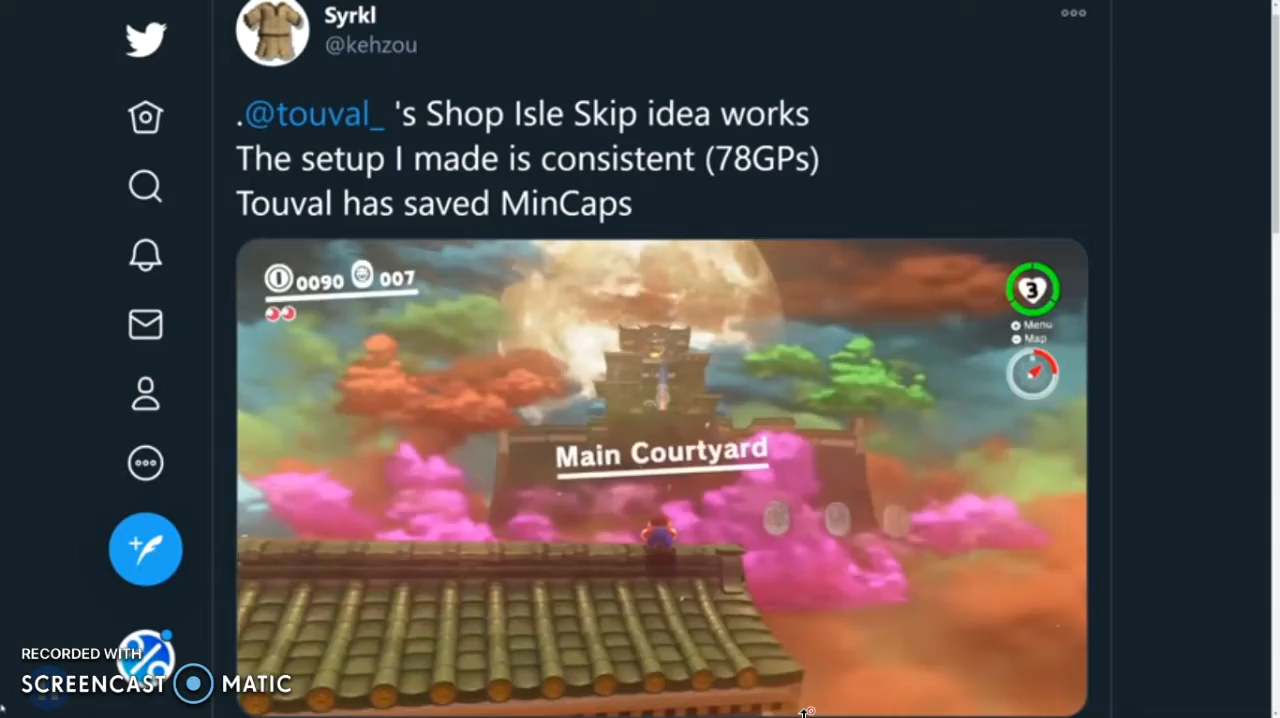 Syrkl
@kehzou
.@touval_ 's Shop Isle Skip idea works
The setup I made is consistent (78GPs)
Touval has saved MinCaps
0090 007
3
Menu
Map
Main Courtyard
RECORDED WITH
SCREENCAST MATIC